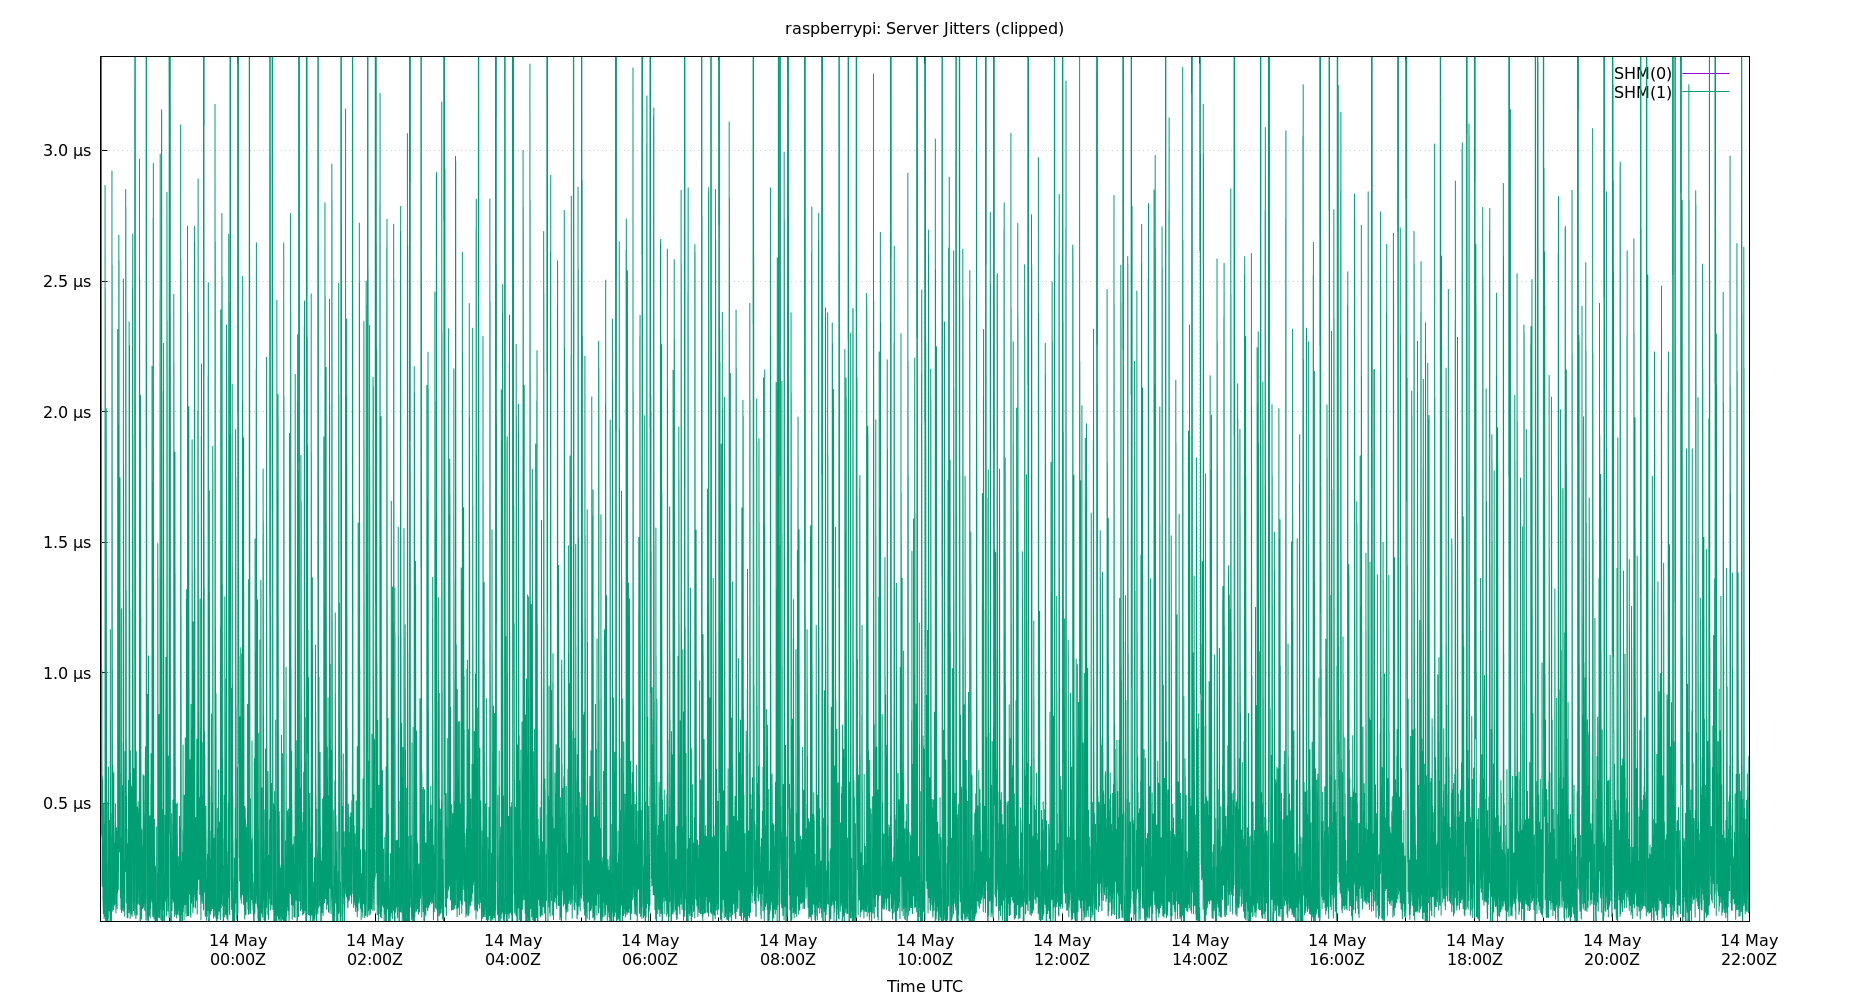 raspberrypi: Server Jitters (clipped)
SHM(0)
SHM(1)
3.0 µs
2.5 µs
2.0 µs
1.5 µs
1.0 µs
0.5 µs
14 May 14 May 14 May 14 May 14 May 14 May 14 May 14 May 14 May 14 May 14 May 14 May
00:00Z 02:00Z 04:00Z 06:00Z 08:00Z 10:00Z 12:00Z 14:00Z 16:00Z 18:00Z 20:00Z 22:00Z
Time UTC